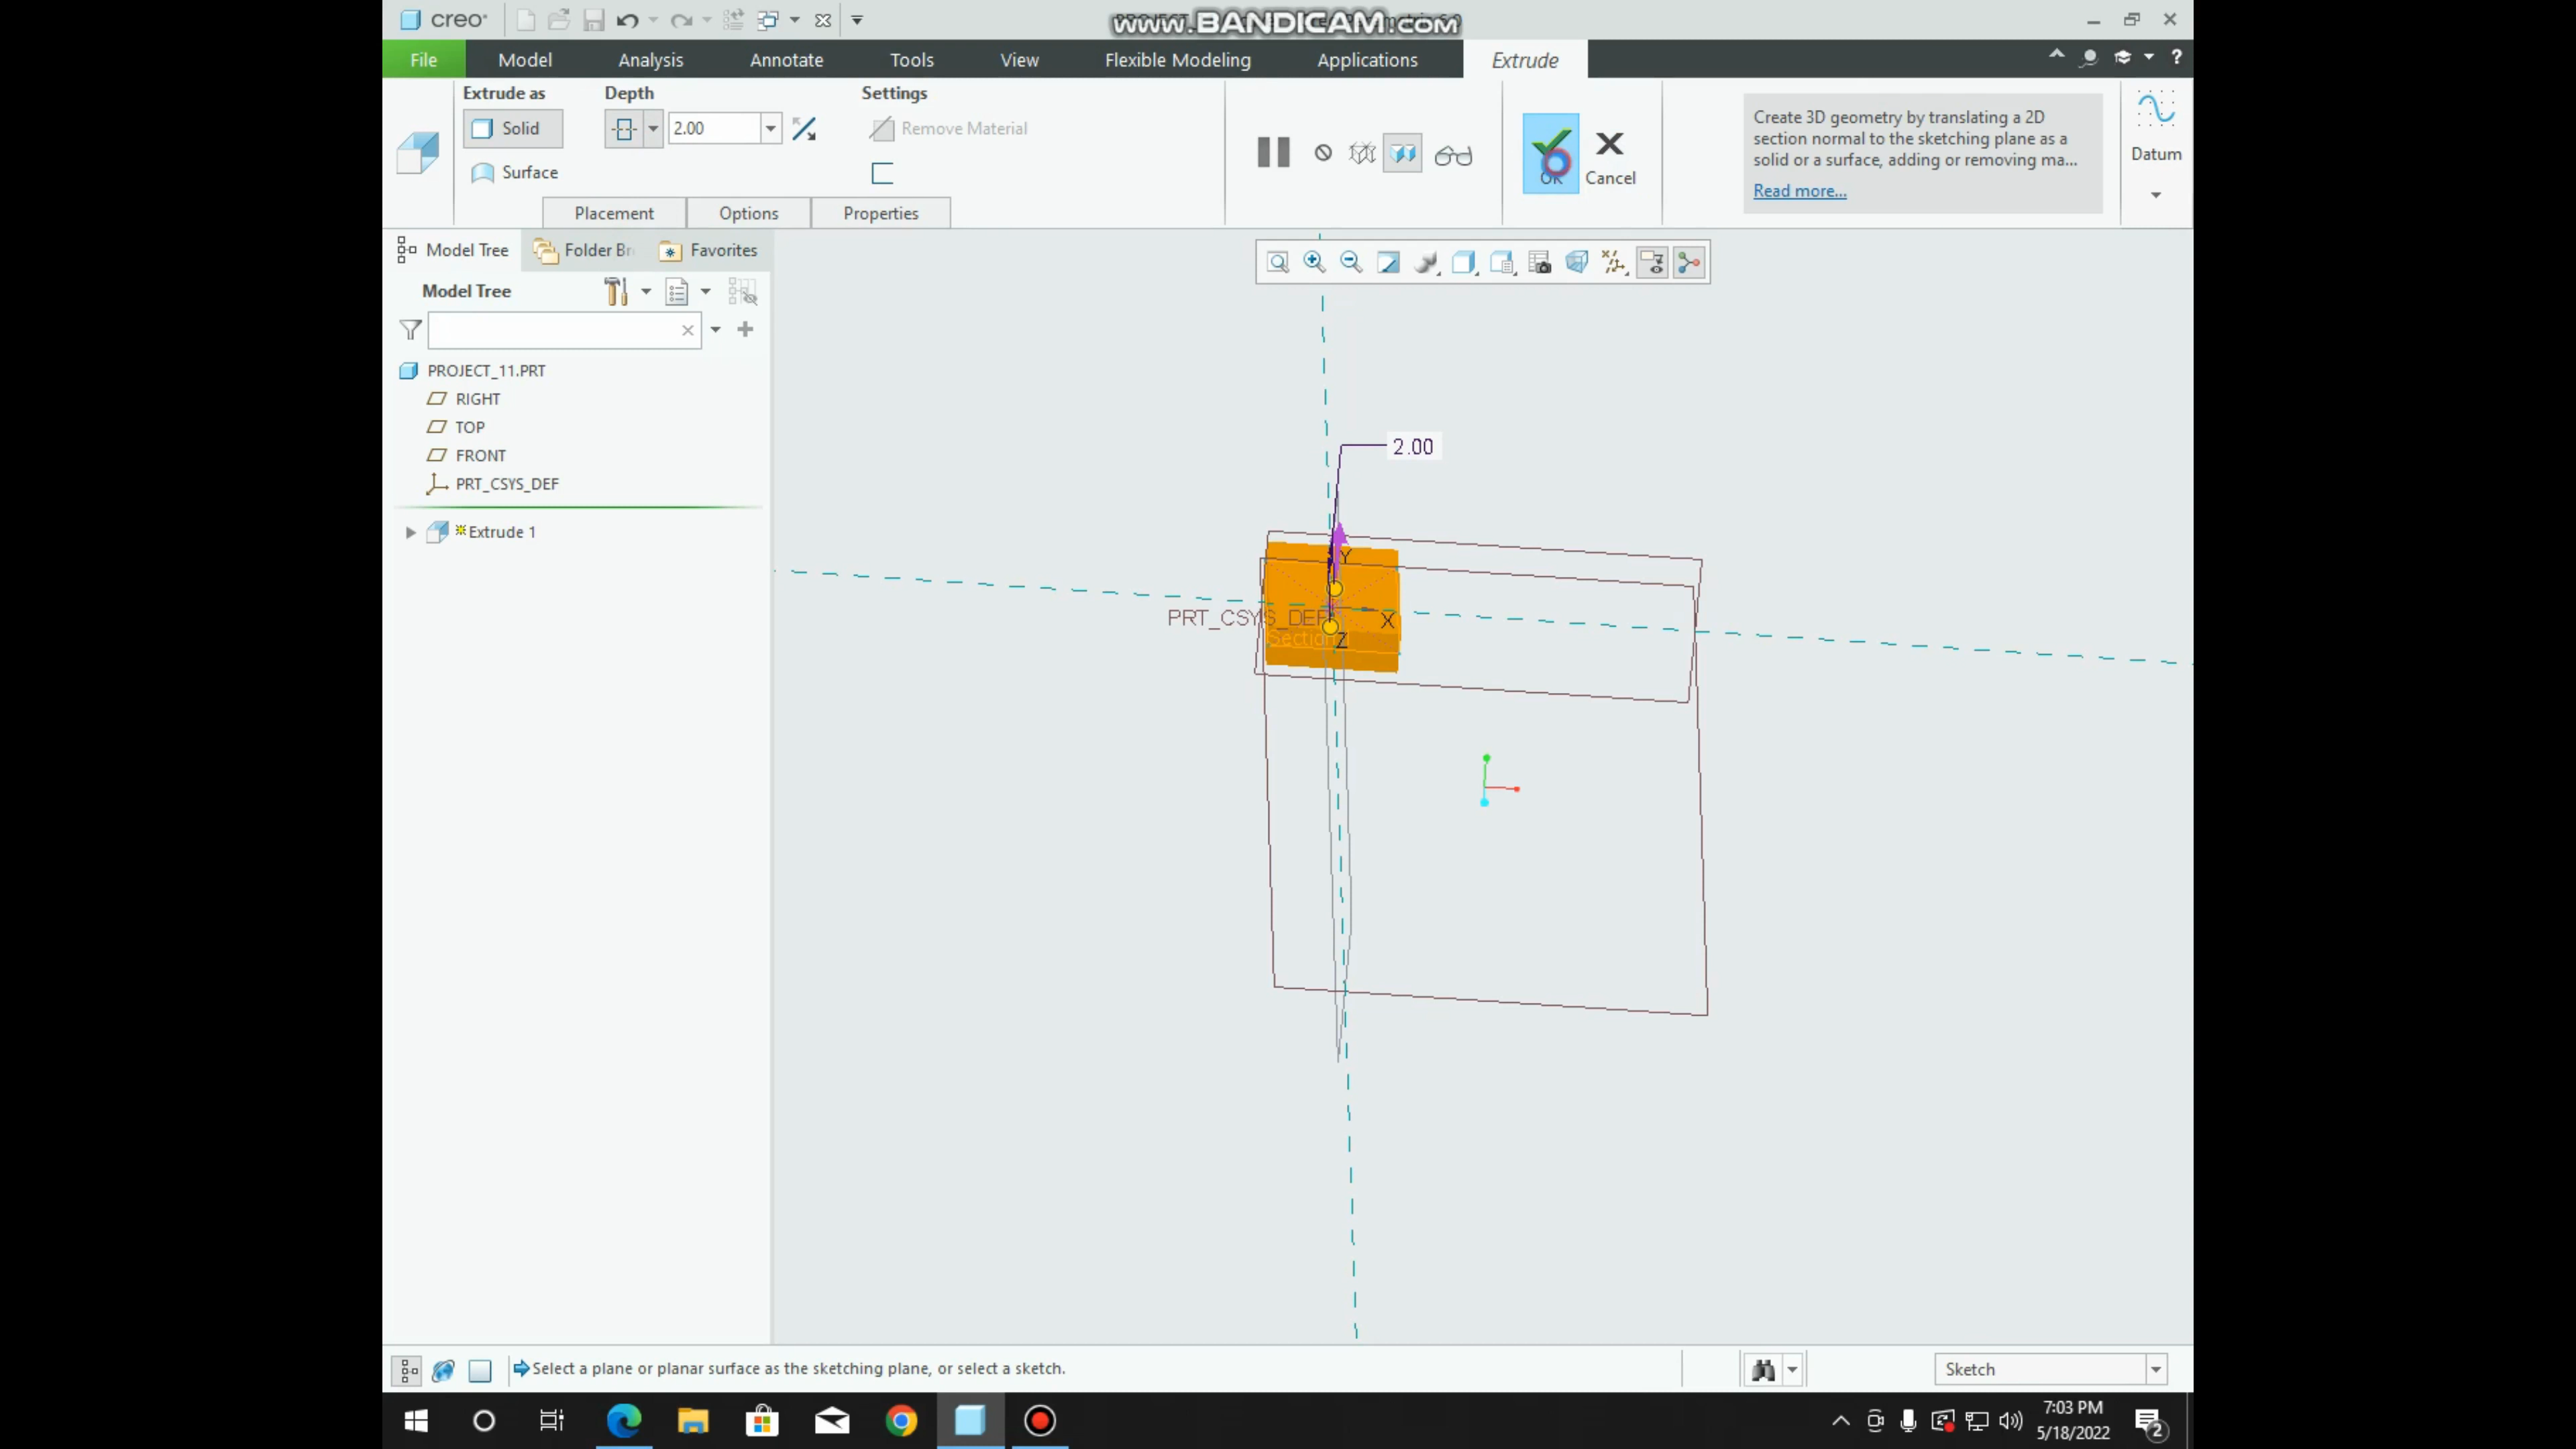 creo
www.BANDICAM.com
File Model Analysis Annotate Tools View Flexible Modeling Applications Extrude
Extrude as Depth Settings
Solid 2.00 Remove Material
Surface
OK Cancel
Create 3D geometry by translating a 2D
section normal to the sketching plane as a
solid or a surface, adding or removing ma...
Read more...
Datum
Placement Options Properties
Model Tree Folder Br Favorites
Model Tree
PROJECT_11.PRT
RIGHT
TOP
FRONT
PRT_CSYS_DEF
Extrude 1
2.00
Y
PRT_CSYS_DEF X
Section 1 Z
Select a plane or planar surface as the sketching plane, or select a sketch.
Sketch
7:03 PM
5/18/2022
2